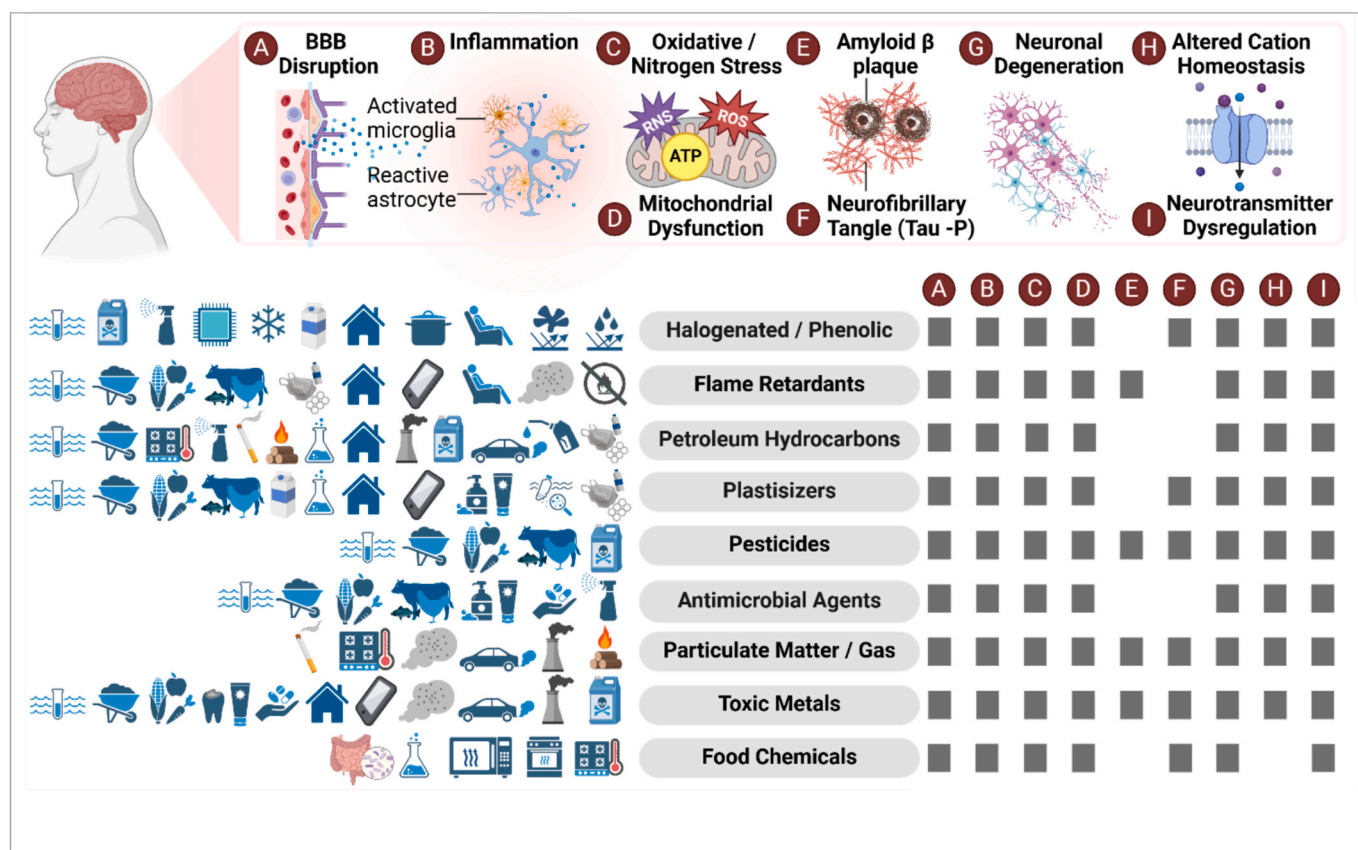 A BBB Disruption
B Inflammation
Activated microglia
Reactive astrocyte
C Oxidative / Nitrogen Stress
RNS
ROS
ATP
D Mitochondrial Dysfunction
E Amyloid β plaque
F Neurofibrillary Tangle (Tau -P)
G Neuronal Degeneration
H Altered Cation Homeostasis
I Neurotransmitter Dysregulation
A B C D E F G H I
Halogenated / Phenolic
Flame Retardants
Petroleum Hydrocarbons
Plastisizers
Pesticides
Antimicrobial Agents
Particulate Matter / Gas
Toxic Metals
Food Chemicals